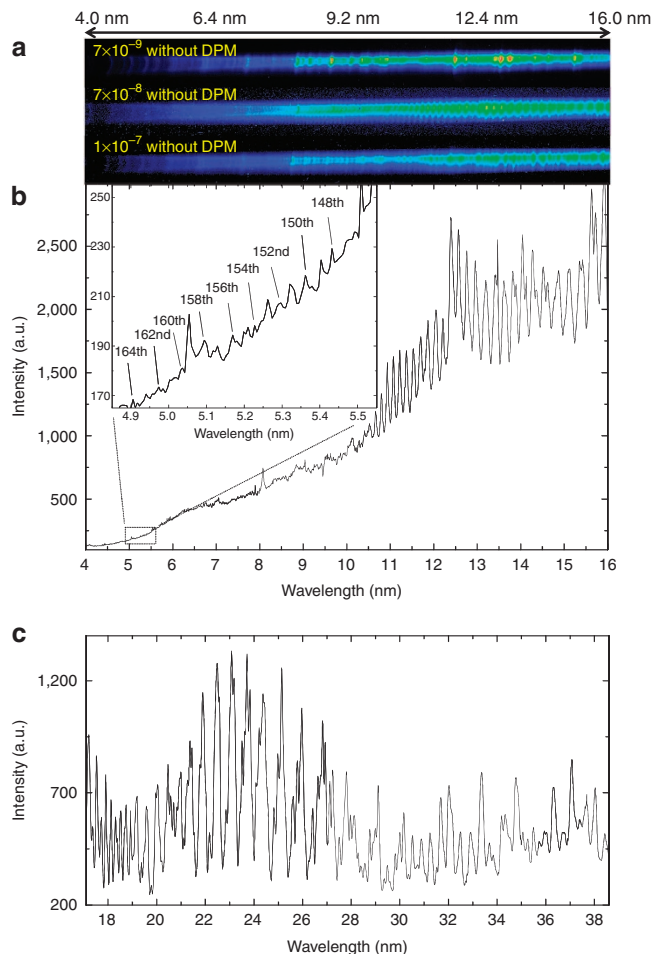 4.0 nm 6.4 nm 9.2 nm 12.4 nm 16.0 nm
a
7×10⁻⁹ without DPM
7×10⁻⁸ without DPM
1×10⁻⁷ without DPM
b
Intensity (a.u.)
2,500
2,000
1,500
1,000
500
250
230
210
190
170
164th
162nd
160th
158th
156th
154th
152nd
150th
148th
4.9 5.0 5.1 5.2 5.3 5.4 5.5
Wavelength (nm)
4 5 6 7 8 9 10 11 12 13 14 15 16
Wavelength (nm)
c
Intensity (a.u.)
1,200
700
200
18 20 22 24 26 28 30 32 34 36 38
Wavelength (nm)